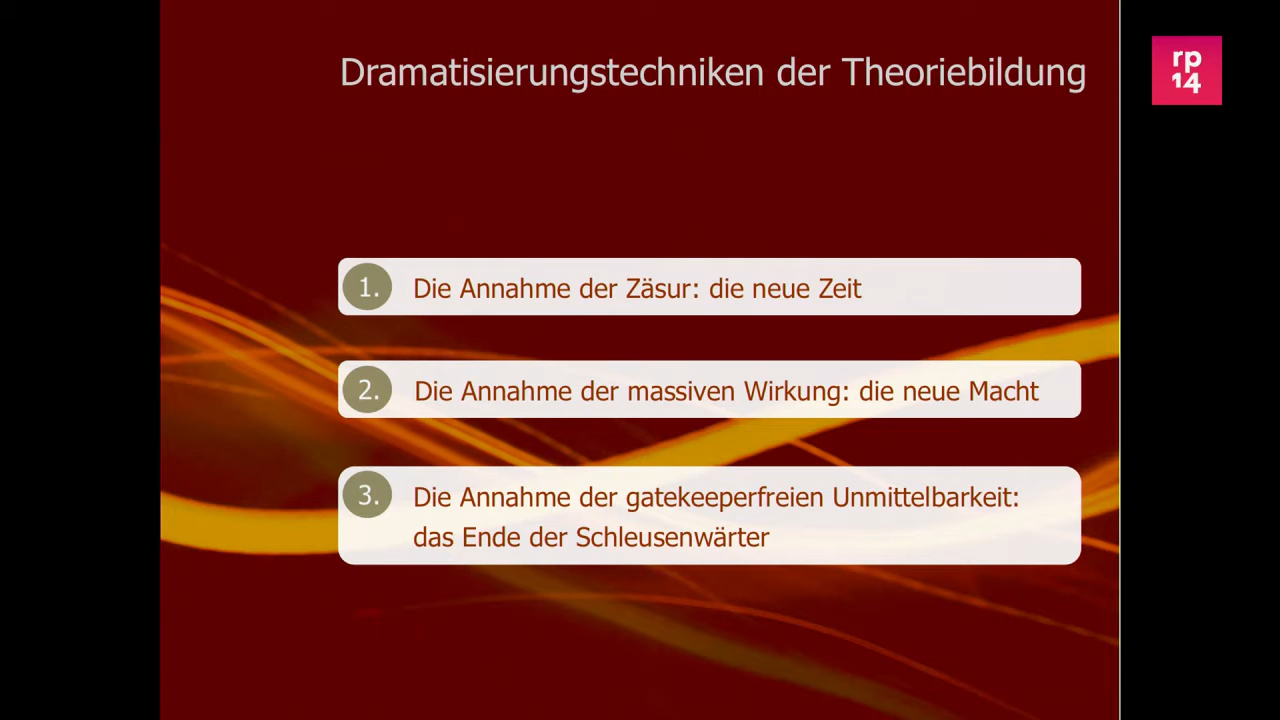 Dramatisierungstechniken der Theoriebildung
rp
14
1. Die Annahme der Zäsur: die neue Zeit
2. Die Annahme der massiven Wirkung: die neue Macht
3. Die Annahme der gatekeeperfreien Unmittelbarkeit:
das Ende der Schleusenwärter